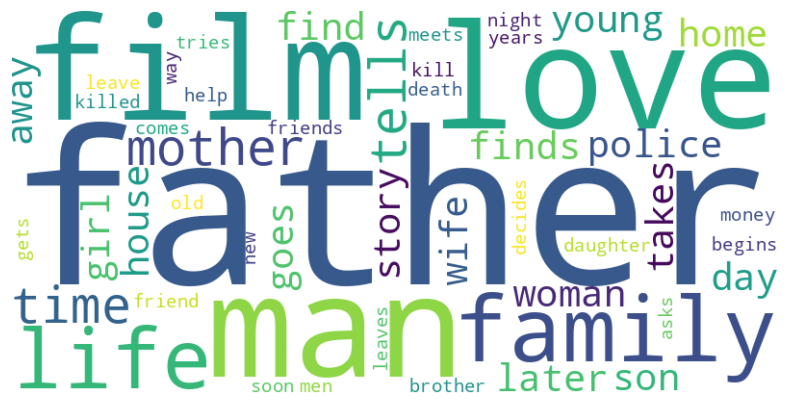 film
love
father
man
family
life
mother
time
tells
story
young
home
find
finds
police
away
house
girl
goes
wife
takes
day
woman
later
son
tries
night
years
meets
way
leave
killed
help
kill
death
comes
friends
old
new
gets
decides
daughter
money
begins
friend
leaves
asks
soon
men
brother